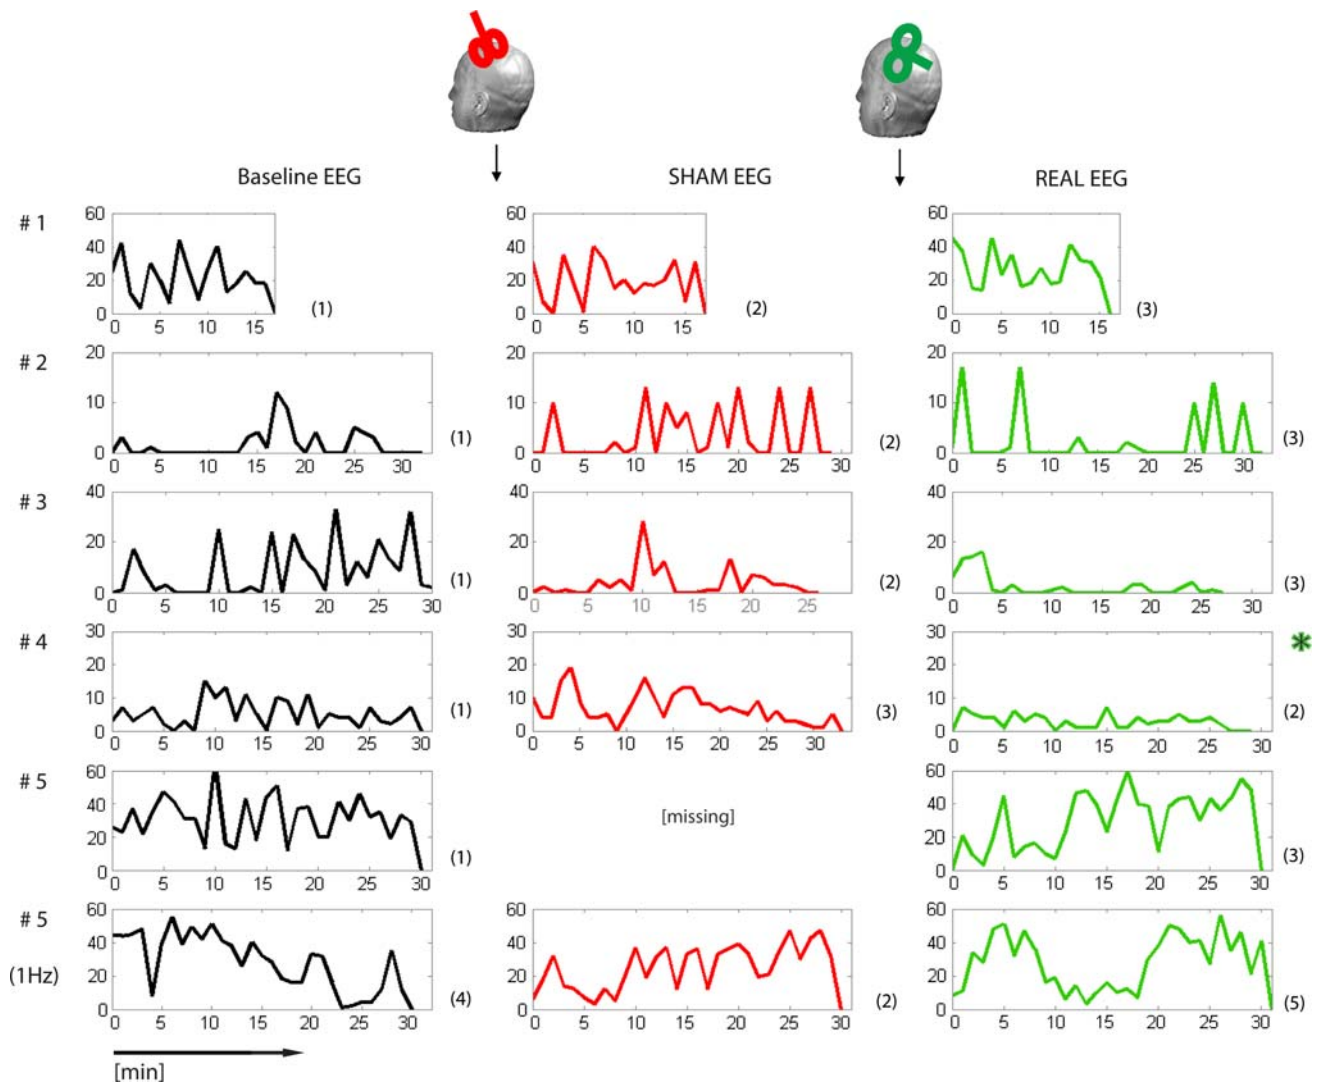 Baseline EEG SHAM EEG REAL EEG
# 1
60 60 60
40 40 40
20 20 20
0 0 0
(1) (2) (3)
0 5 10 15 0 5 10 15 0 5 10 15
# 2
20 20 20
10 10 10
0 0 0
(1) (2) (3)
0 5 10 15 20 25 30 0 5 10 15 20 25 30 0 5 10 15 20 25 30
# 3
40 40 40
20 20 20
0 0 0
(1) (2) (3)
0 5 10 15 20 25 30 0 5 10 15 20 25 0 5 10 15 20 25 30
# 4
30 30 30 *
20 20 20
10 10 10
0 0 0
(1) (3) (2)
0 5 10 15 20 25 30 0 5 10 15 20 25 30 0 5 10 15 20 25 30
# 5
60 60
40 40
[missing]
20 20
0 0
(1) (3)
0 5 10 15 20 25 30 0 5 10 15 20 25 30
# 5
(1Hz)
60 60 60
40 40 40
20 20 20
0 0 0
(4) (2) (5)
0 5 10 15 20 25 30 0 5 10 15 20 25 30 0 5 10 15 20 25 30
[min]